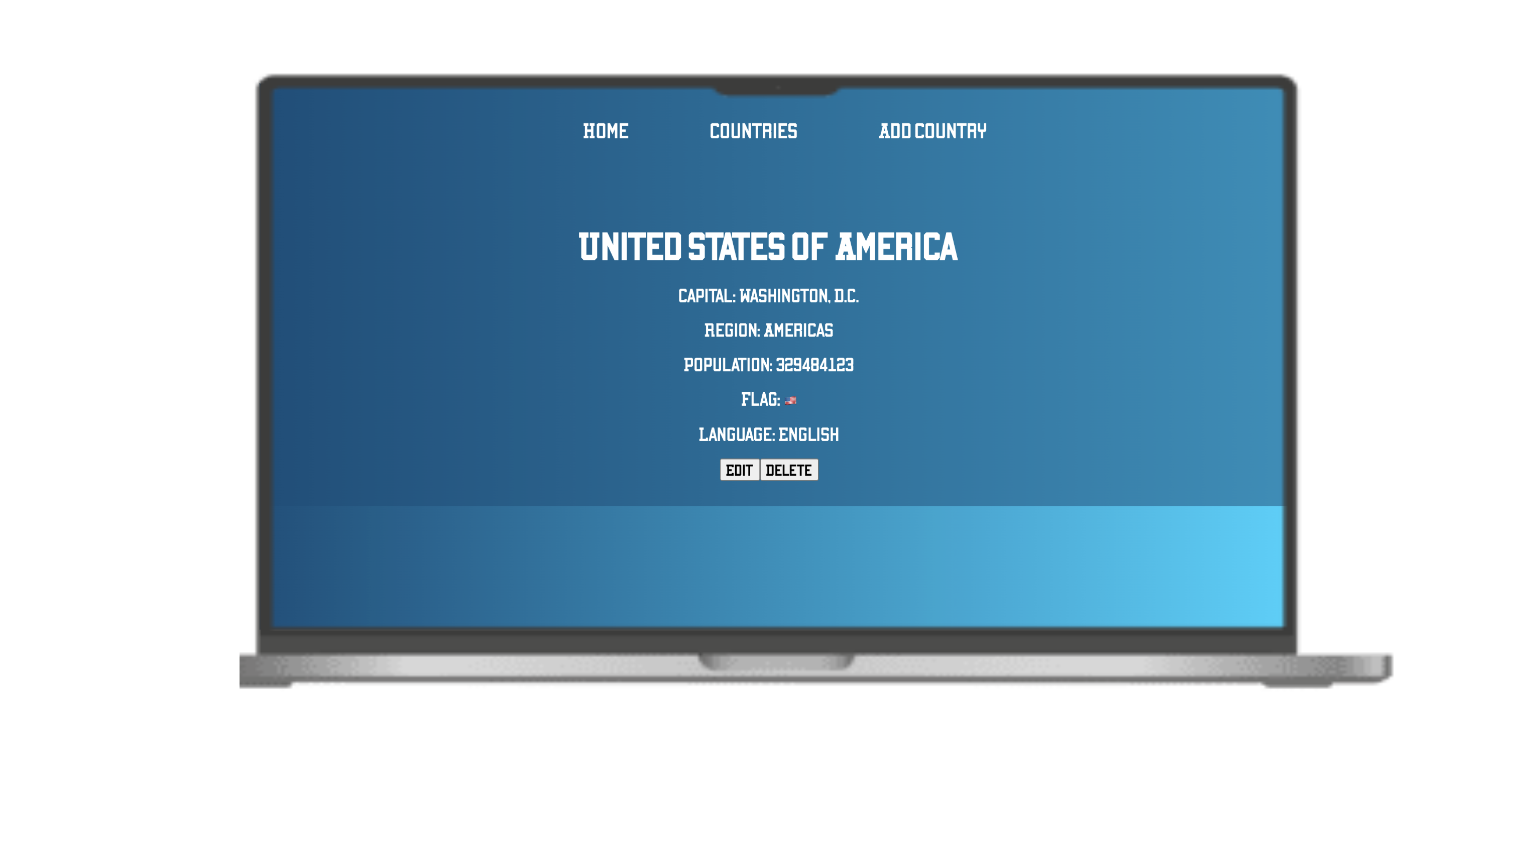 HOME COUNTRIES ADD COUNTRY
UNITED STATES OF AMERICA
CAPITAL: WASHINGTON, D.C.
REGION: AMERICAS
POPULATION: 329484123
FLAG: 🇺🇸
LANGUAGE: ENGLISH
EDIT DELETE